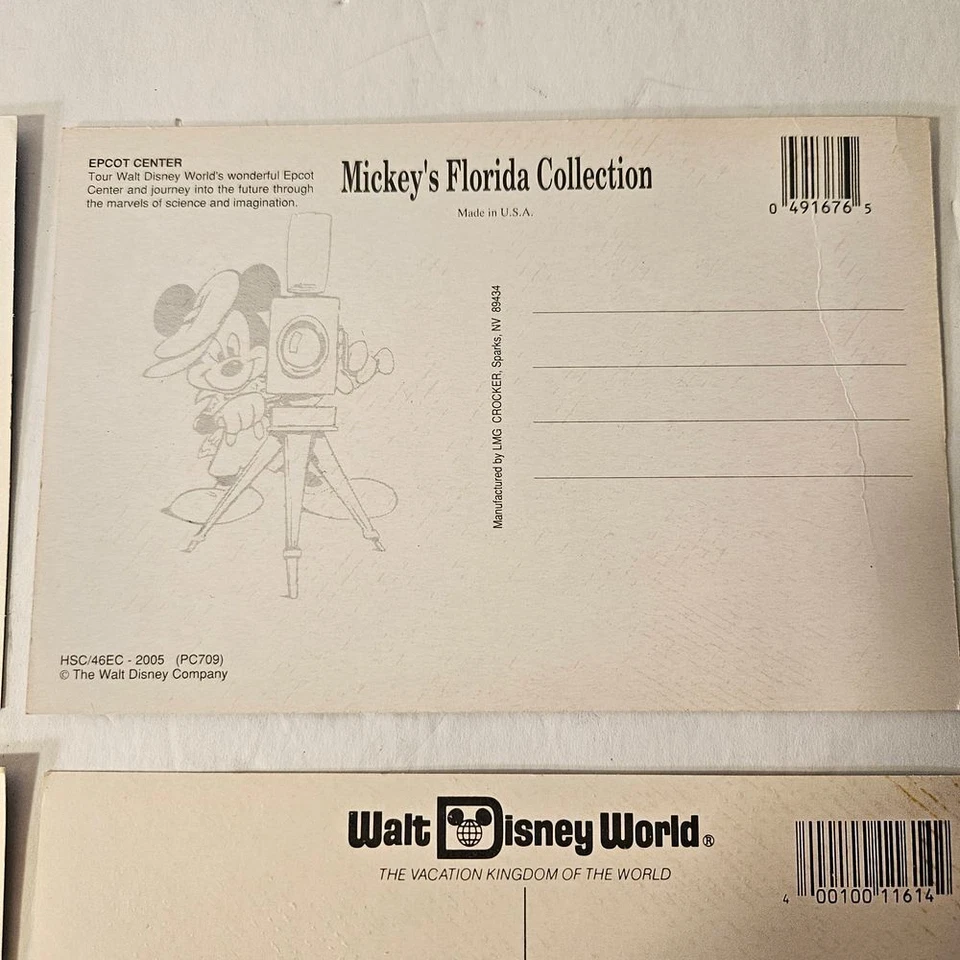 EPCOT CENTER
Tour Walt Disney World's wonderful Epcot
Center and journey into the future through
the marvels of science and imagination.
Mickey's Florida Collection
Made in U.S.A.
0 491676 5
Manufactured by LMG CROCKER, Sparks, NV 89434
HSC/46EC - 2005 (PC709)
© The Walt Disney Company
Walt Disney World®
THE VACATION KINGDOM OF THE WORLD
4 00100 11614